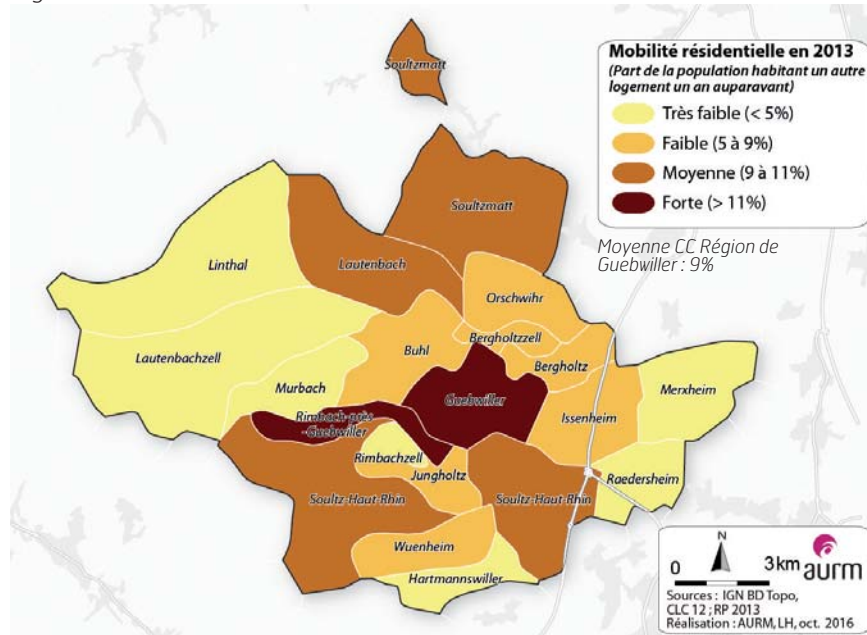 Soultzmatt
Mobilité résidentielle en 2013
(Part de la population habitant un autre
logement un an auparavant)
Très faible (< 5%)
Faible (5 à 9%)
Moyenne (9 à 11%)
Forte (> 11%)
Moyenne CC Région de
Guebwiller : 9%
Soultzmatt
Linthal
Lautenbach
Orschwihr
Bergholtzzell
Buhl
Lautenbachzell
Bergholtz
Murbach
Merxheim
Guebwiller
Issenheim
Rimbach-près
-Guebwiller
Rimbachzell
Jungholtz
Raedersheim
Soultz-Haut-Rhin
Soultz-Haut-Rhin
Wuenheim
Hartmannswiller
N
0 3 km
aurm
Sources : IGN BD Topo,
CLC 12 ; RP 2013
Réalisation : AURM, LH, oct. 2016